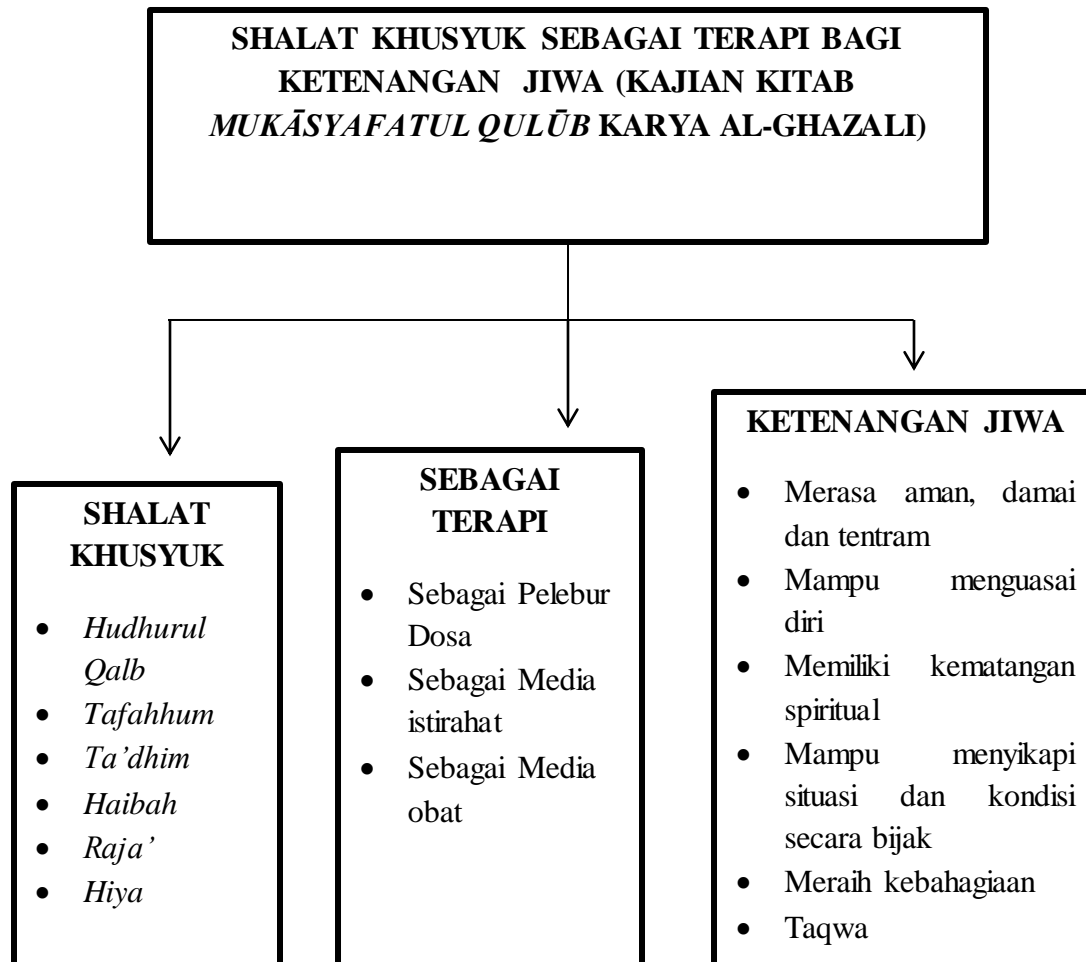 SHALAT KHUSYUK SEBAGAI TERAPI BAGI
KETENANGAN JIWA (KAJIAN KITAB
MUKĀSYAFATUL QULŪB KARYA AL-GHAZALI)
SHALAT
KHUSYUK
• Hudhurul
Qalb
• Tafahhum
• Ta’dhim
• Haibah
• Raja’
• Hiya
SEBAGAI
TERAPI
• Sebagai Pelebur
Dosa
• Sebagai Media
istirahat
• Sebagai Media
obat
KETENANGAN JIWA
• Merasa aman, damai
dan tentram
• Mampu menguasai
diri
• Memiliki kematangan
spiritual
• Mampu menyikapi
situasi dan kondisi
secara bijak
• Meraih kebahagiaan
• Taqwa